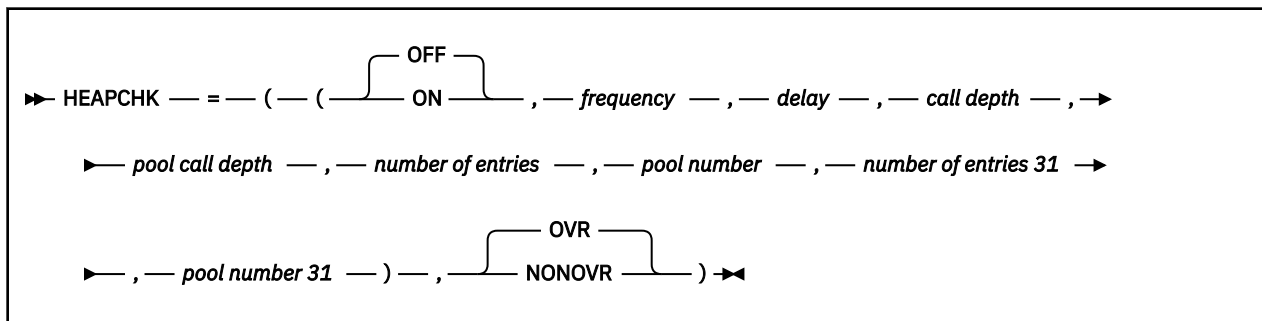 OFF
HEAPCHK = ( ( ON , frequency , delay , call depth ,
pool call depth , number of entries , pool number , number of entries 31
OVR
, pool number 31 ) , NONOVR )